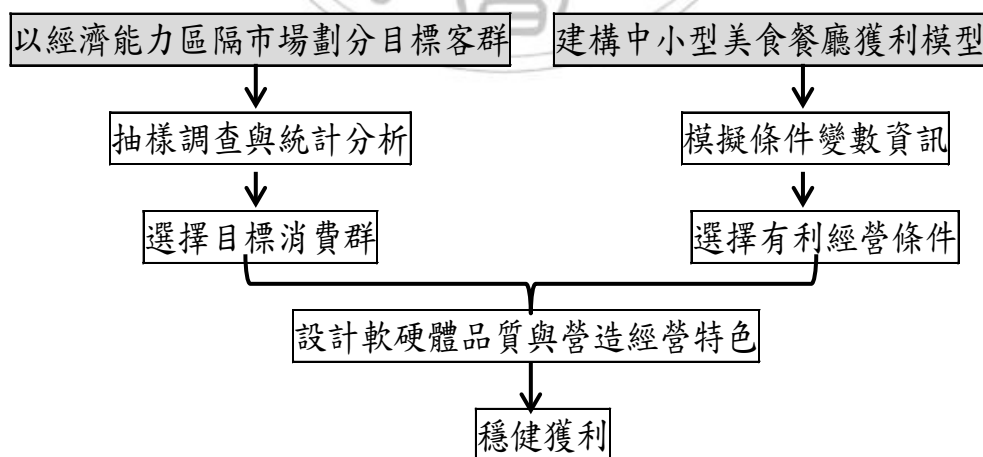 以經濟能力區隔市場劃分目標客群
建構中小型美食餐廳獲利模型
抽樣調查與統計分析
模擬條件變數資訊
選擇目標消費群
選擇有利經營條件
設計軟硬體品質與營造經營特色
穩健獲利